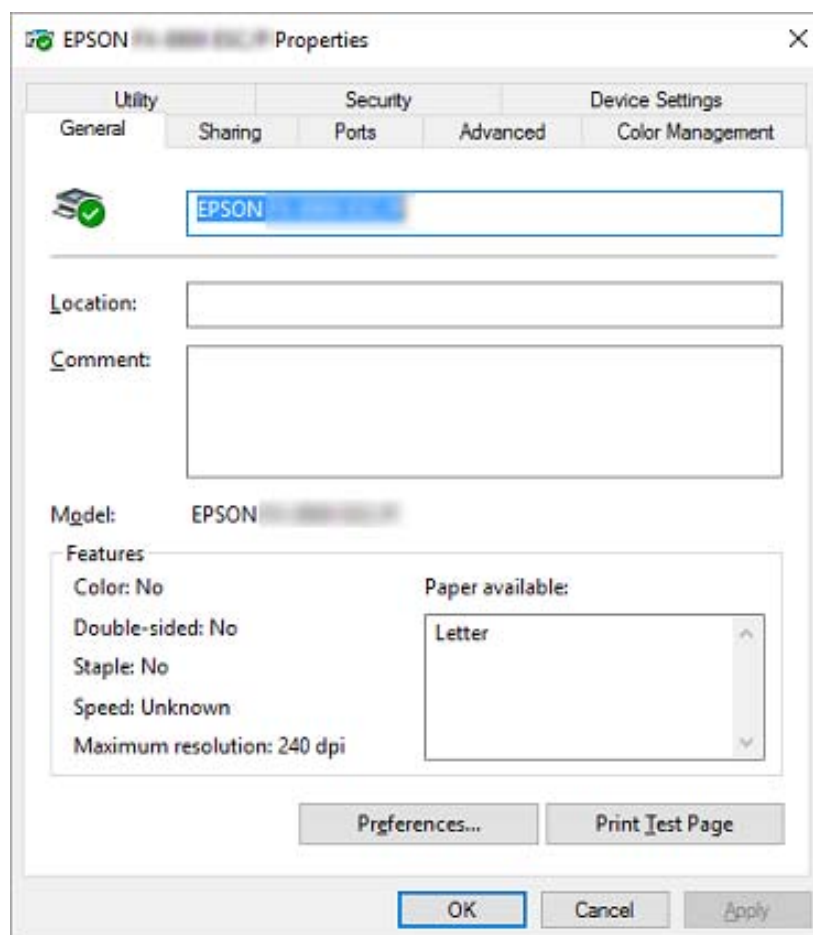 EPSON Properties
Utility Security Device Settings
General Sharing Ports Advanced Color Management
EPSON
Location:
Comment:
Model: EPSON
Features
Color: No
Paper available:
Double-sided: No
Letter
Staple: No
Speed: Unknown
Maximum resolution: 240 dpi
Preferences... Print Test Page
OK Cancel Apply